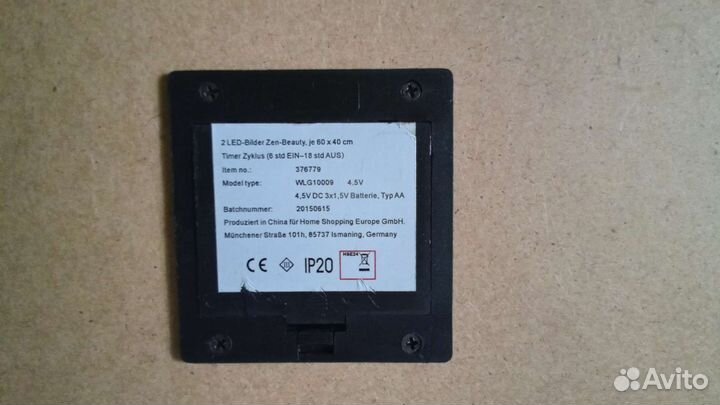 2 LED-Bilder Zen-Beauty, je 60 x 40 cm
Timer Zyklus (6 std EIN–18 std AUS)
Item no.: 376779
Model type: WLG10009 4,5V
4,5V DC 3x1,5V Batterie, Typ AA
Batchnummer: 20150615
Produziert in China für Home Shopping Europe GmbH.
Münchener Straße 101h, 85737 Ismaning, Germany
CE III IP20 HSE24
Avito